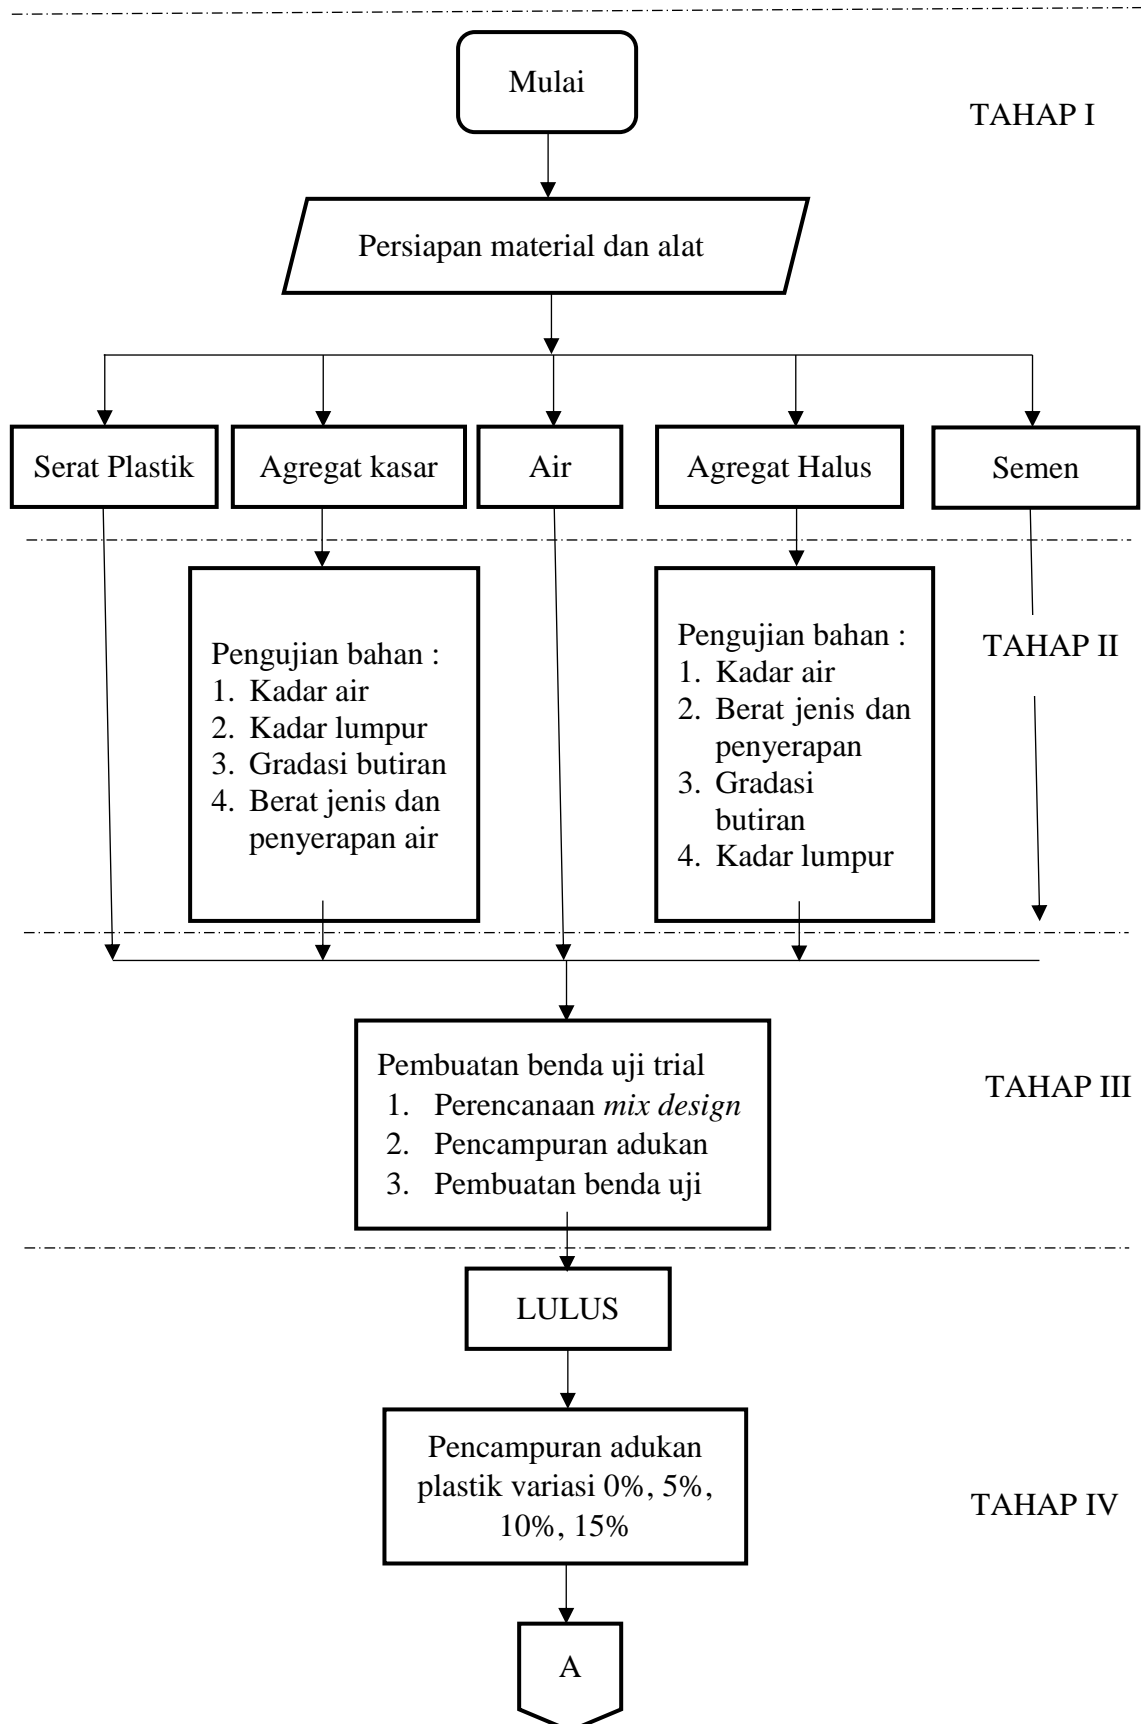 Mulai
TAHAP I
Persiapan material dan alat
Serat Plastik
Agregat kasar
Air
Agregat Halus
Semen
Pengujian bahan :
1. Kadar air
2. Kadar lumpur
3. Gradasi butiran
4. Berat jenis dan
penyerapan air
Pengujian bahan :
1. Kadar air
2. Berat jenis dan
penyerapan
3. Gradasi
butiran
4. Kadar lumpur
TAHAP II
Pembuatan benda uji trial
1. Perencanaan mix design
2. Pencampuran adukan
3. Pembuatan benda uji
TAHAP III
LULUS
Pencampuran adukan
plastik variasi 0%, 5%,
10%, 15%
TAHAP IV
A